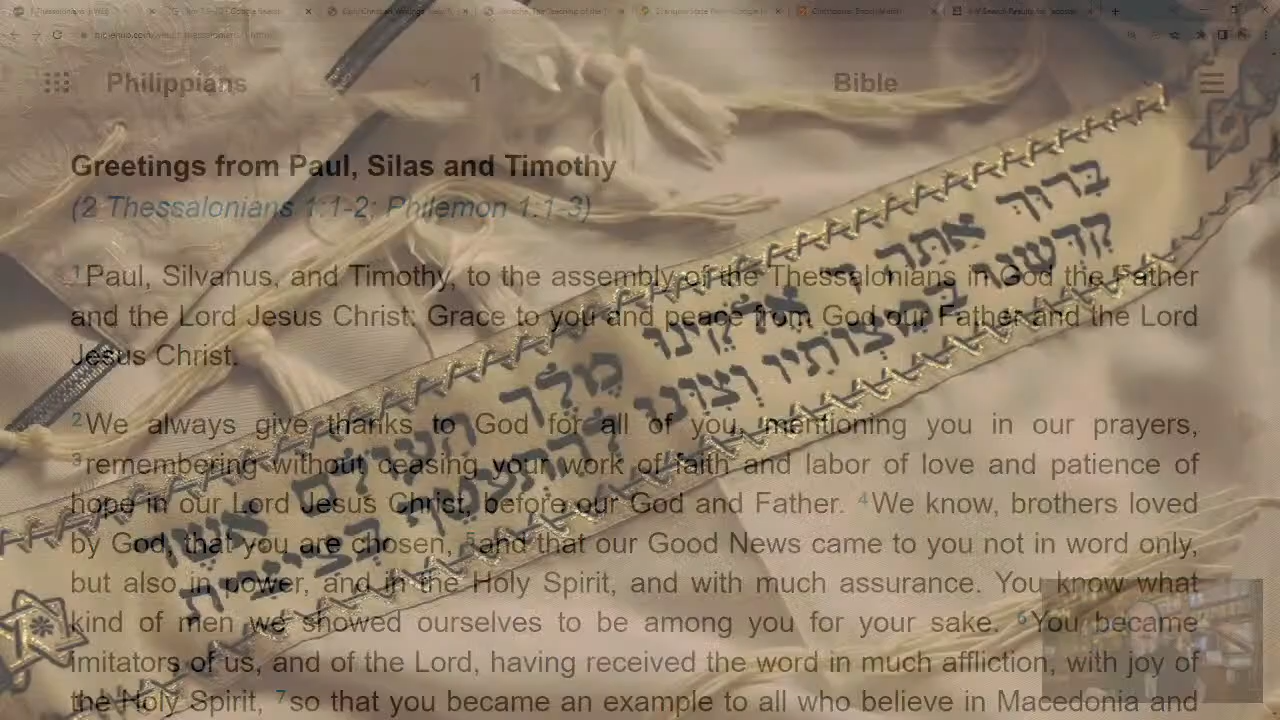 Philippians
1
Bible
Greetings from Paul, Silas and Timothy
(2 Thessalonians 1:1-2; Philemon 1.1-3)
1Paul, Silvanus, and Timothy, to the assembly of the Thessalonians in God the Father
and the Lord Jesus Christ: Grace to you and peace from God our Father and the Lord
Jesus Christ.
2We always give thanks to God for all of you, mentioning you in our prayers,
3remembering without ceasing your work of faith and labor of love and patience of
hope in our Lord Jesus Christ, before our God and Father. 4We know, brothers loved
by God, that you are chosen, 5and that our Good News came to you not in word only,
but also in power, and in the Holy Spirit, and with much assurance. You know what
kind of men we showed ourselves to be among you for your sake. 6You became
imitators of us, and of the Lord, having received the word in much affliction, with joy of
the Holy Spirit, 7so that you became an example to all who believe in Macedonia and
בָּרוּךְ אַתָּה יי אֱלֹקֵינוּ מֶלֶךְ הָעוֹלָם אֲשֶׁר
קִדְּשָׁנוּ בְּמִצְוֹתָיו וְצִוָּנוּ לְהִתְעַטֵּף בְּצִיצִית